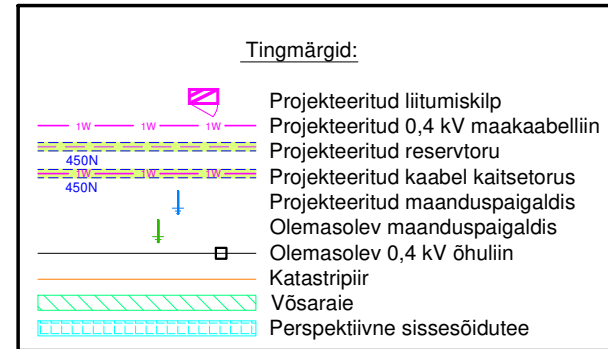 Tingmärgid:
Projekteeritud liitumiskilp
1W 1W 1W Projekteeritud 0,4 kV maakaabelliin
Projekteeritud reservtoru
450N
1W 1W 1W Projekteeritud kaabel kaitsetorus
450N
Projekteeritud maanduspaigaldis
Olemasolev maanduspaigaldis
Olemasolev 0,4 kV õhuliin
Katastripiir
Võsaraie
Perspektiivne sissesõidutee